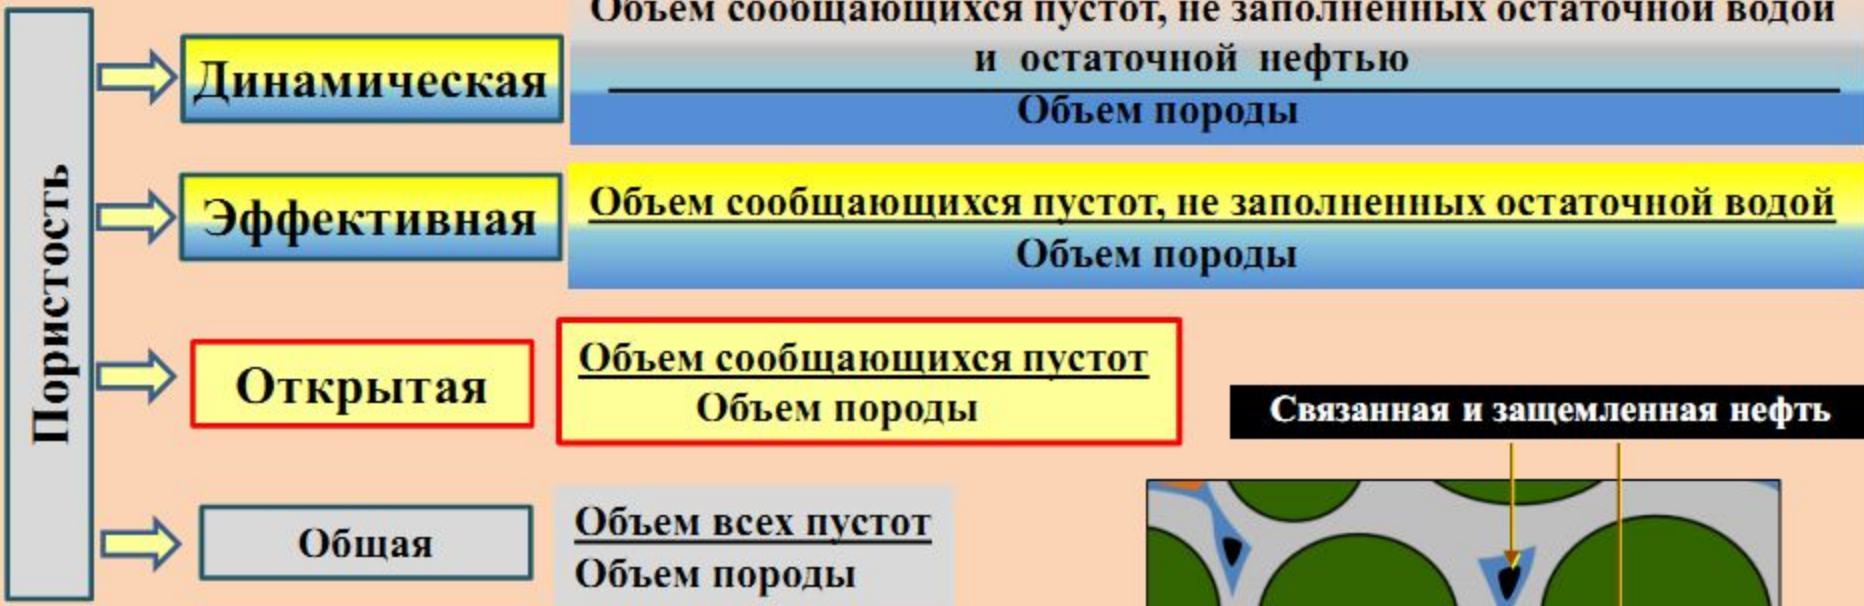 Пористость
Динамическая
Объем сообщающихся пустот, не заполненных остаточной водой
и остаточной нефтью
Объем породы
Эффективная
Объем сообщающихся пустот, не заполненных остаточной водой
Объем породы
Открытая
Объем сообщающихся пустот
Объем породы
Связанная и защемленная нефть
Общая
Объем всех пустот
Объем породы